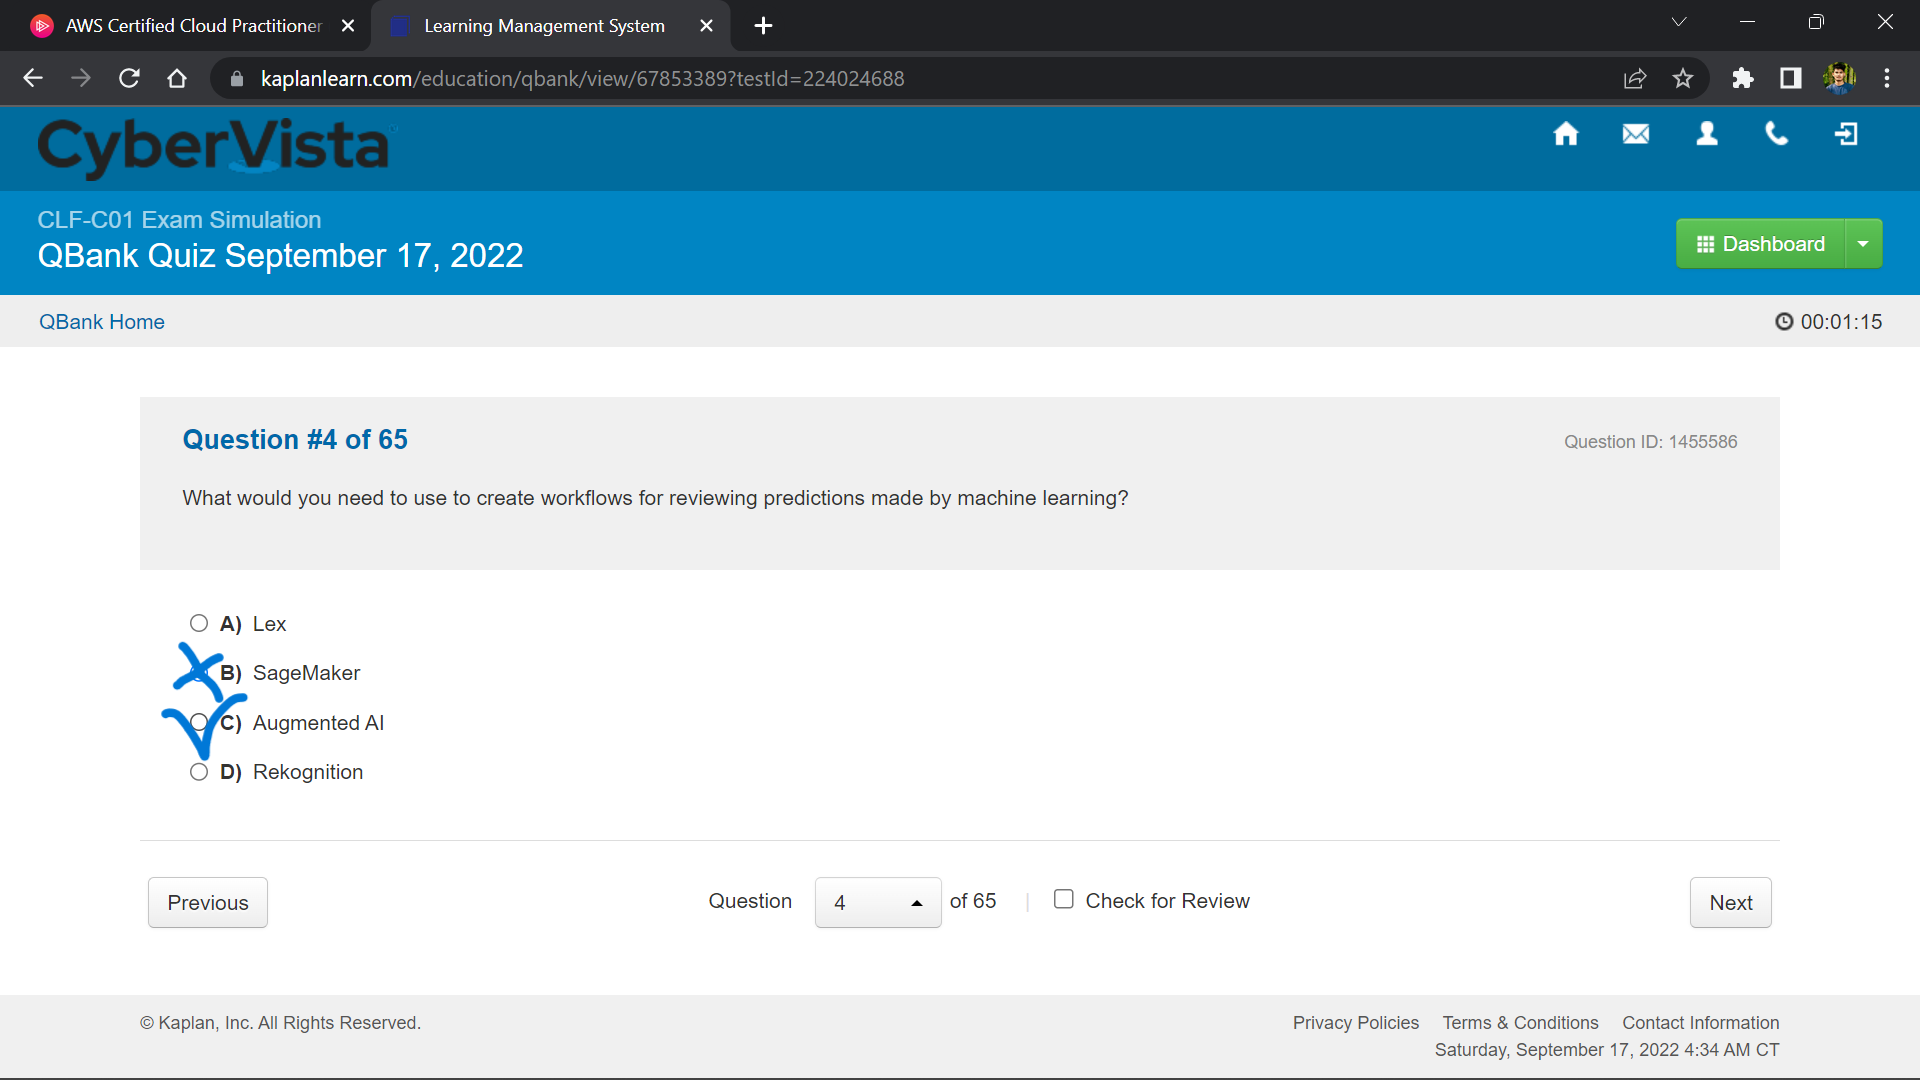 AWS Certified Cloud Practitioner
Learning Management System
kaplanlearn.com/education/qbank/view/67853389?testId=224024688
CyberVista
CLF-C01 Exam Simulation
QBank Quiz September 17, 2022
Dashboard
QBank Home
00:01:15
Question #4 of 65
Question ID: 1455586
What would you need to use to create workflows for reviewing predictions made by machine learning?
A) Lex
B) SageMaker
C) Augmented AI
D) Rekognition
Previous
Question 4 of 65 | Check for Review
Next
© Kaplan, Inc. All Rights Reserved.
Privacy Policies Terms & Conditions Contact Information
Saturday, September 17, 2022 4:34 AM CT